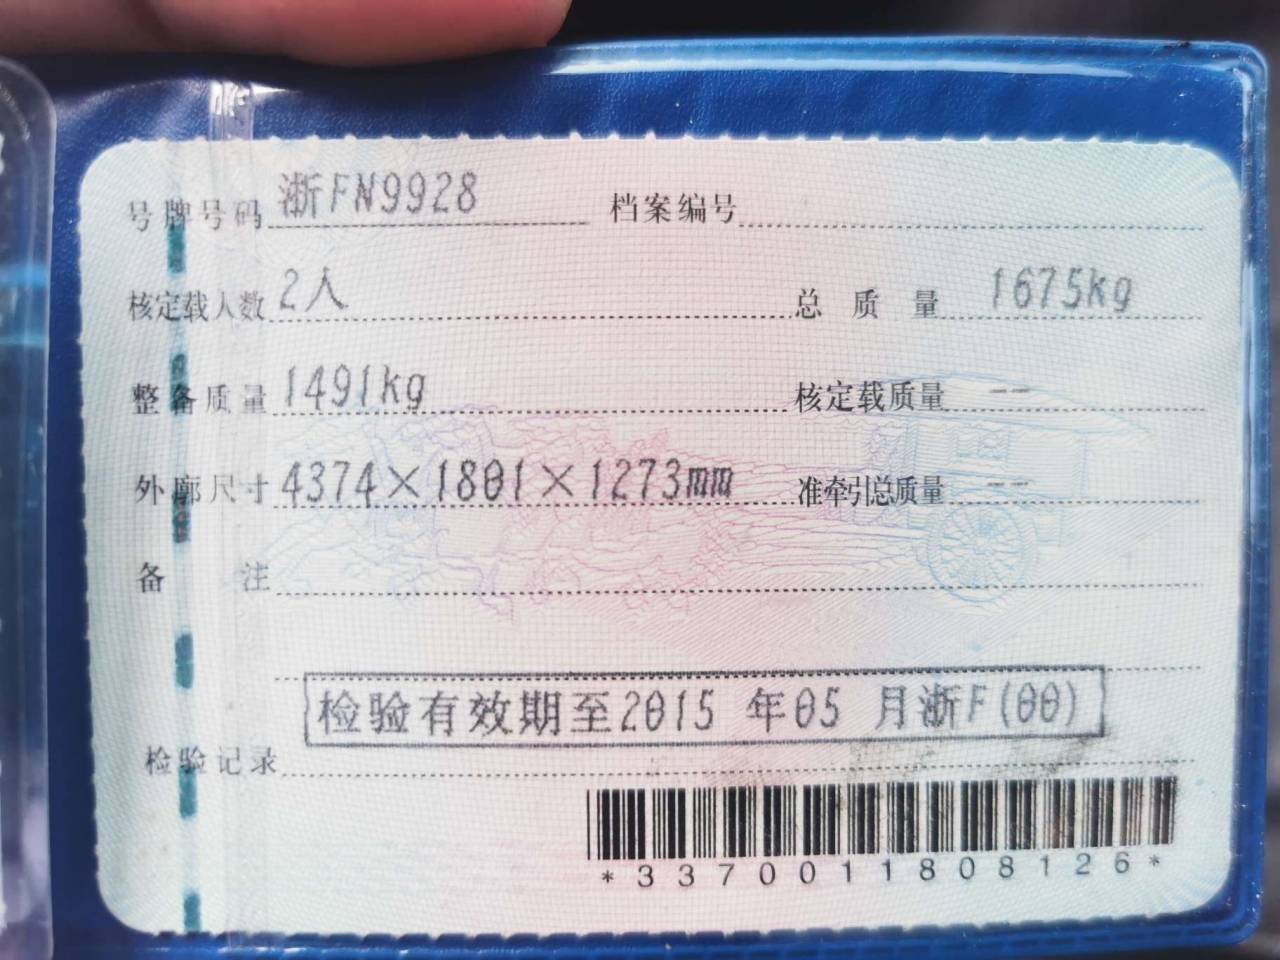 号牌号码 浙FN9928 档案编号
核定载人数 2人 总质量 1675kg
整备质量 1491kg 核定载质量 --
外廓尺寸 4374×1801×1273mm 准牵引总质量 --
备注
检验有效期至2015 年05 月浙F(00)
检验记录
*3370011808126*